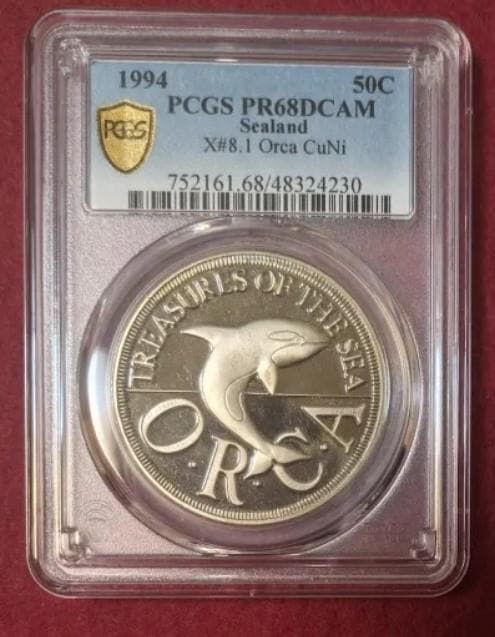 1994 50C
PCGS PR68DCAM
Sealand
X#8.1 Orca CuNi
752161.68/48324230
PCGS
TREASURES OF THE SEA
O·R·C·A